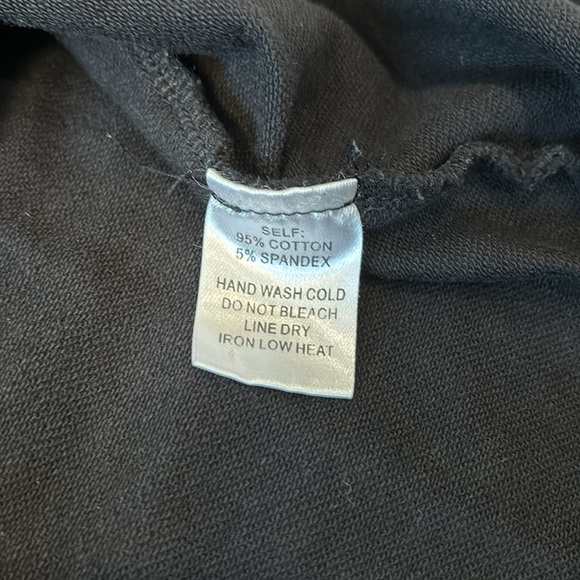 SELF:
95% COTTON
5% SPANDEX
HAND WASH COLD
DO NOT BLEACH
LINE DRY
IRON LOW HEAT